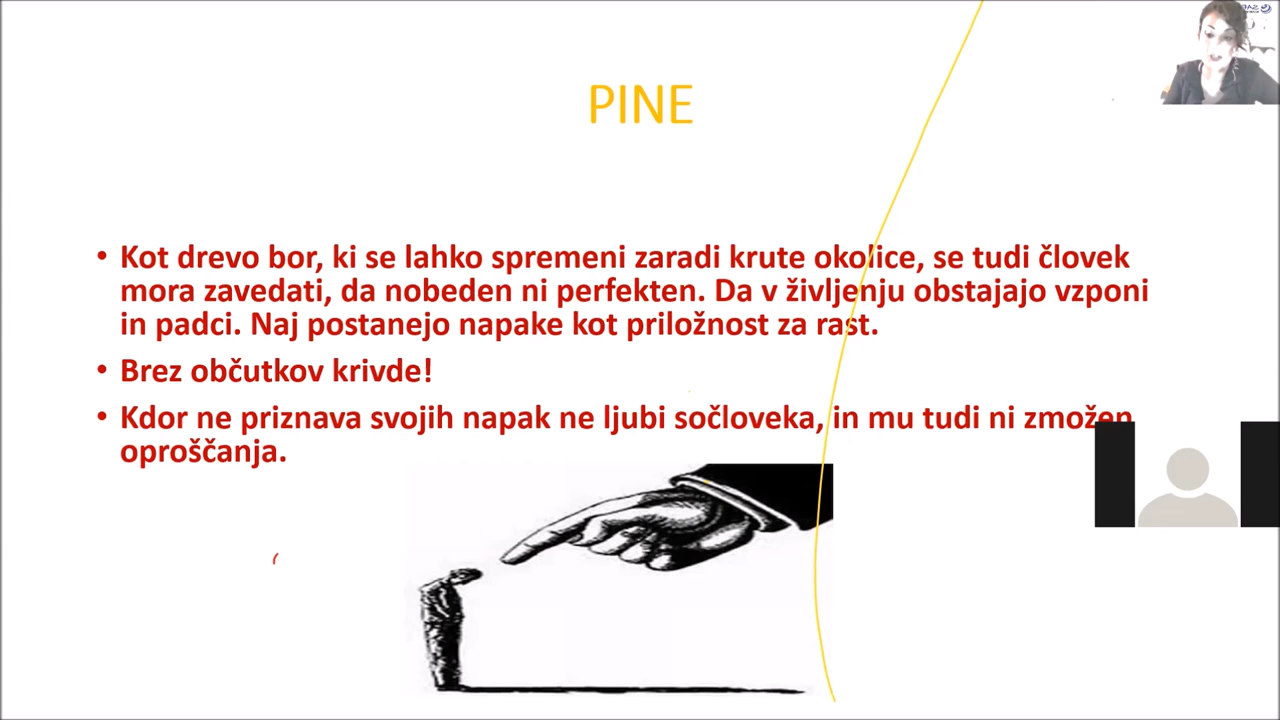 PINE
• Kot drevo bor, ki se lahko spremeni zaradi krute okolice, se tudi človek
mora zavedati, da nobeden ni perfekten. Da v življenju obstajajo vzponi
in padci. Naj postanejo napake kot priložnost za rast.
• Brez občutkov krivde!
• Kdor ne priznava svojih napak ne ljubi sočloveka, in mu tudi ni zmožen
oproščanja.